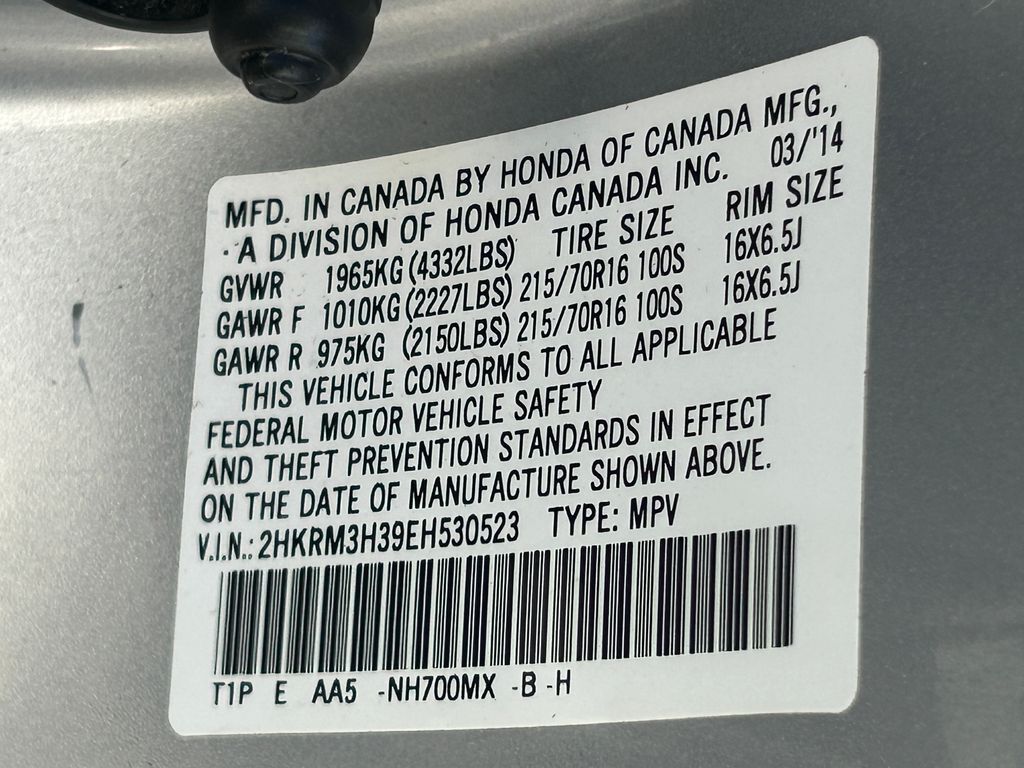 MFD. IN CANADA BY HONDA OF CANADA MFG.,
A DIVISION OF HONDA CANADA INC. 03/'14
GVWR 1965KG (4332LBS) TIRE SIZE RIM SIZE
GAWR F 1010KG (2227LBS) 215/70R16 100S 16X6.5J
GAWR R 975KG (2150LBS) 215/70R16 100S 16X6.5J
THIS VEHICLE CONFORMS TO ALL APPLICABLE
FEDERAL MOTOR VEHICLE SAFETY
AND THEFT PREVENTION STANDARDS IN EFFECT
ON THE DATE OF MANUFACTURE SHOWN ABOVE.
V.I.N.: 2HKRM3H39EH530523 TYPE: MPV
T1P E AA5 -NH700MX -B -H